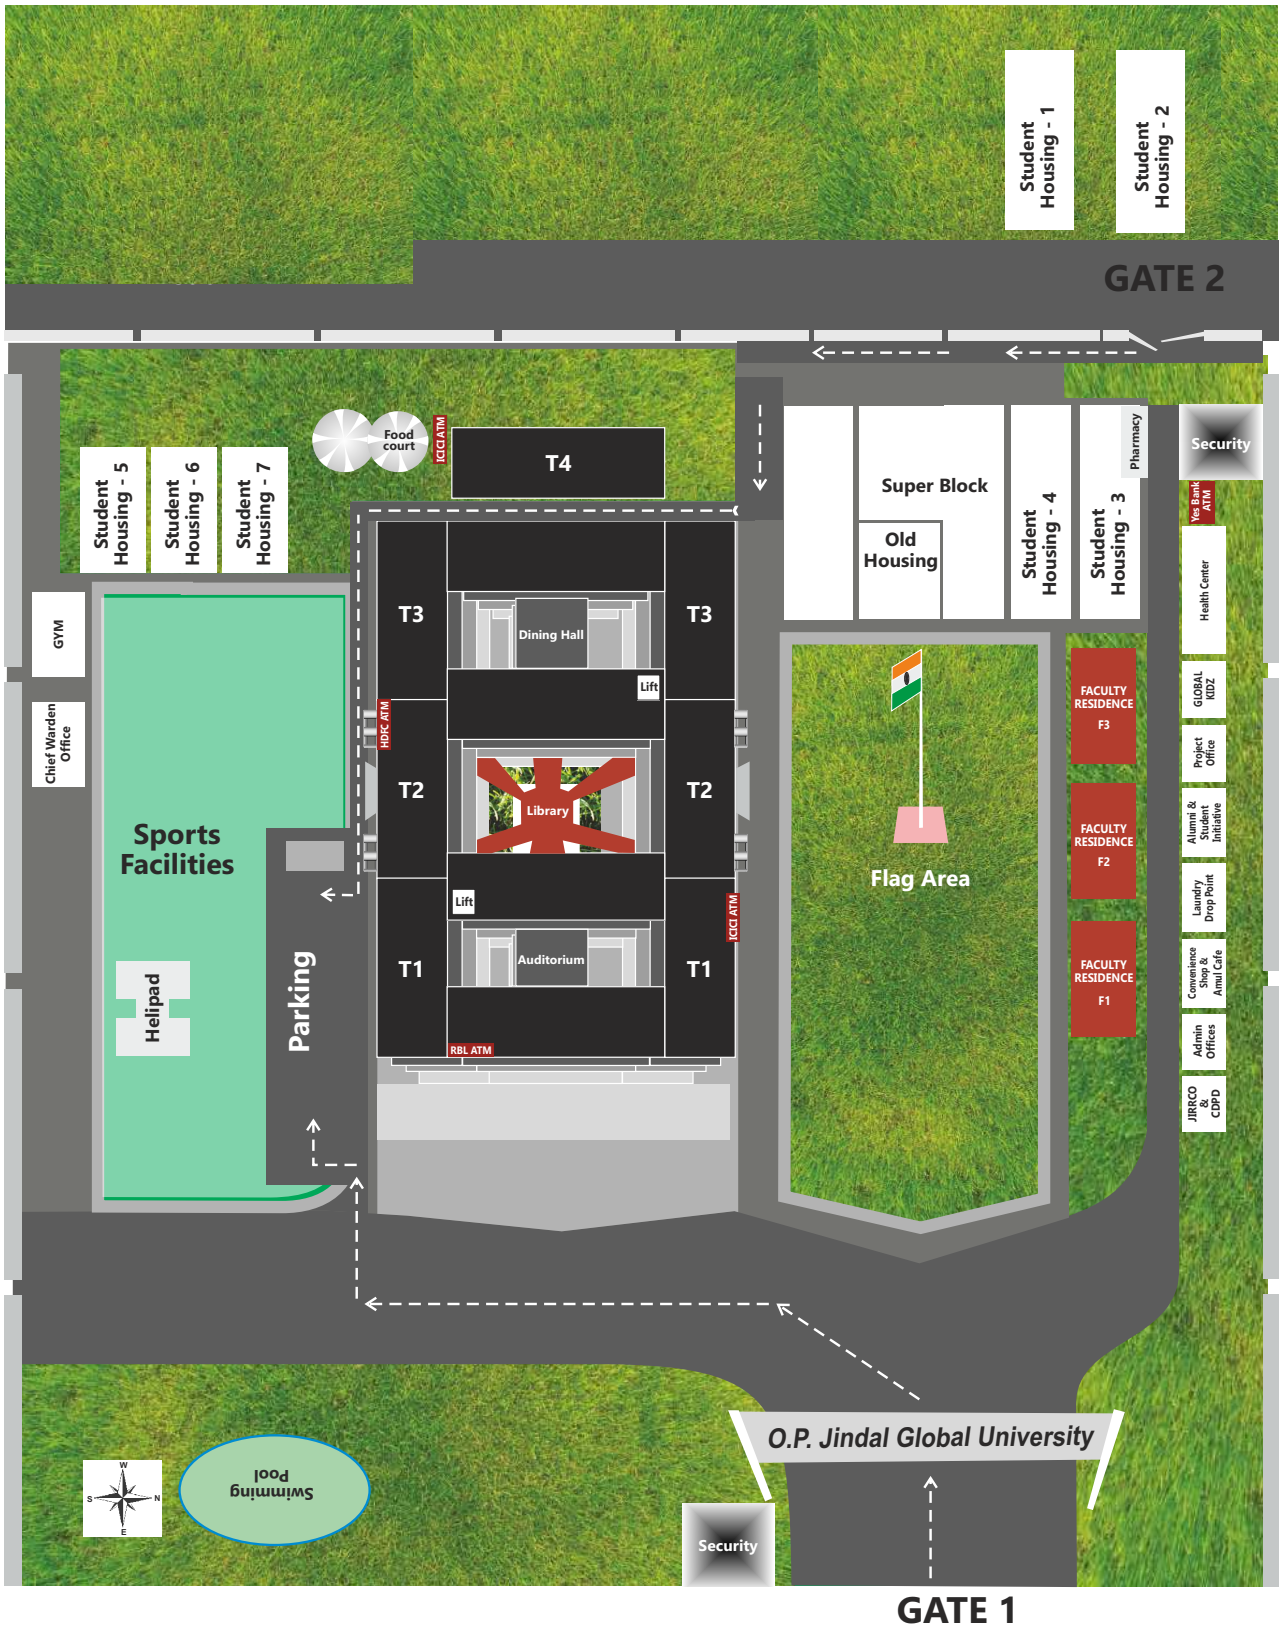 Student
Housing - 1
Student
Housing - 2
GATE 2
Food
court
ICICI ATM
T4
Student
Housing - 5
Student
Housing - 6
Student
Housing - 7
Super Block
Old
Housing
Student
Housing - 4
Student
Housing - 3
Pharmacy
Security
Yes Bank
ATM
Health Center
GYM
Chief Warden
Office
T3
Dining Hall
T3
Lift
HDFC ATM
T2
Library
T2
Lift
ICICI ATM
T1
Auditorium
T1
RBL ATM
Sports
Facilities
Helipad
Parking
Flag Area
FACULTY
RESIDENCE
F3
FACULTY
RESIDENCE
F2
FACULTY
RESIDENCE
F1
GLOBAL
KIDZ
Project
Office
Alumni &
Student
Initiative
Laundry
Drop Point
Convenience
Shop &
Amul Cafe
Admin
Offices
JIRRCO
&
CDPD
O.P. Jindal Global University
W
S
N
E
Swimming
Pool
Security
GATE 1